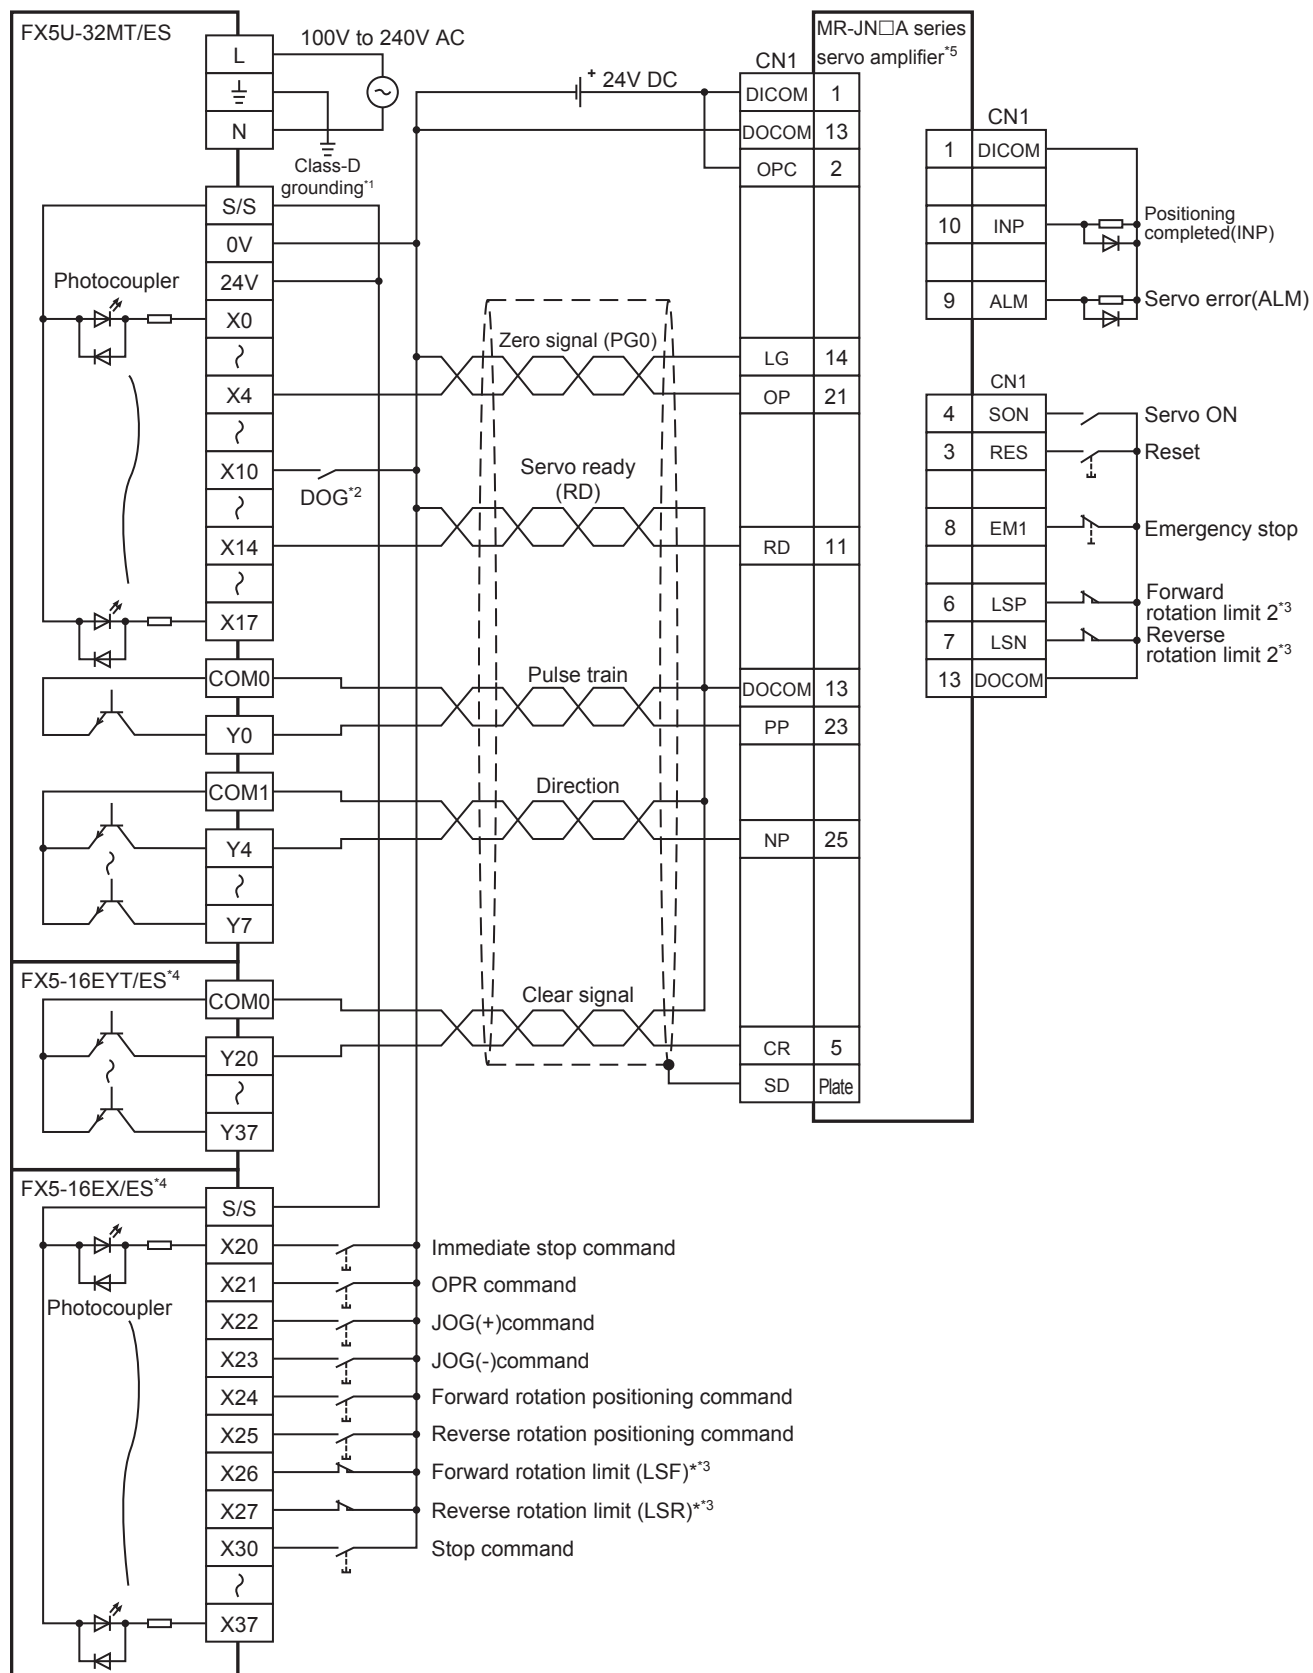 FX5U-32MT/ES
L
N
100V to 240V AC
Class-D
grounding*1
S/S
0V
24V
Photocoupler
X0
X4
X10
DOG*2
X14
X17
COM0
Y0
COM1
Y4
Y7
FX5-16EYT/ES*4
COM0
Y20
Y37
FX5-16EX/ES*4
S/S
X20
X21
X22
X23
X24
X25
X26
X27
X30
X37
Photocoupler
Immediate stop command
OPR command
JOG(+)command
JOG(-)command
Forward rotation positioning command
Reverse rotation positioning command
Forward rotation limit (LSF)**3
Reverse rotation limit (LSR)**3
Stop command
+ 24V DC
Zero signal (PG0)
Servo ready
(RD)
Pulse train
Direction
Clear signal
MR-JN□A series
servo amplifier*5
CN1
DICOM 1
DOCOM 13
OPC 2
LG 14
OP 21
RD 11
DOCOM 13
PP 23
NP 25
CR 5
SD Plate
CN1
1 DICOM
10 INP
9 ALM
Positioning
completed(INP)
Servo error(ALM)
CN1
4 SON
3 RES
8 EM1
6 LSP
7 LSN
13 DOCOM
Servo ON
Reset
Emergency stop
Forward
rotation limit 2*3
Reverse
rotation limit 2*3